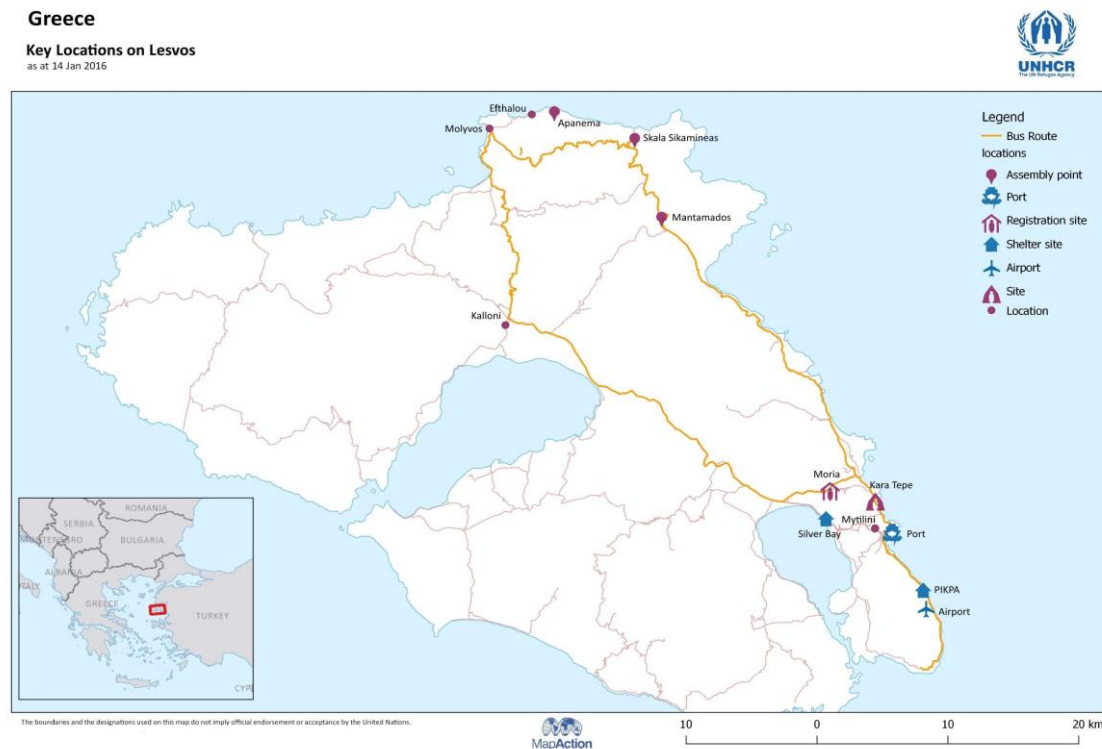 Greece
Key Locations on Lesvos
as at 14 Jan 2016
UNHCR
The UN Refugee Agency
Efthalou
Apanema
Molyvos
Skala Sikamineas
Mantamados
Kalloni
Moria
Kara Tepe
Silver Bay
Mytilini
Port
PIKPA
Airport
Legend
Bus Route
locations
Assembly point
Port
Registration site
Shelter site
Airport
Site
Location
ROMANIA
SERBIA
MONTENEGRO
BULGARIA
ALBANIA
ITALY
GREECE
TURKEY
CYP
The boundaries and the designations used on this map do not imply official endorsement or acceptance by the United Nations.
MapAction
10 0 10 20 km